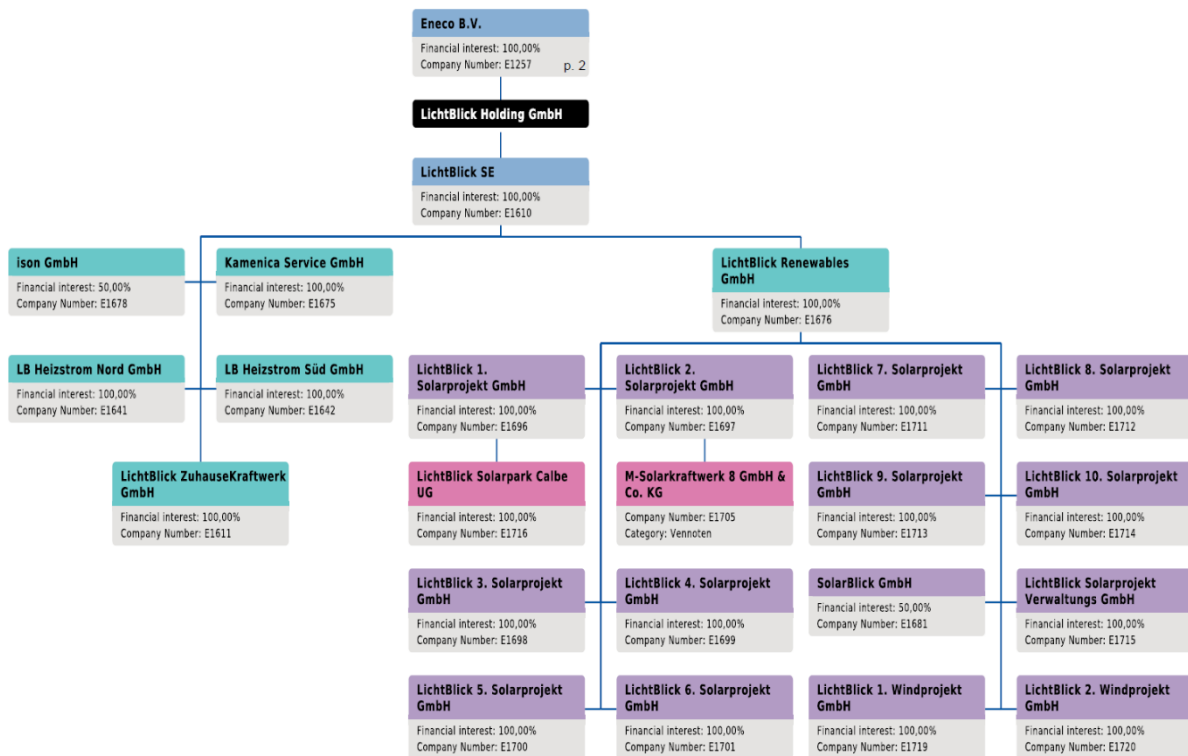 Eneco B.V.
Financial interest: 100,00%
Company Number: E1257
p. 2
LichtBlick Holding GmbH
LichtBlick SE
Financial interest: 100,00%
Company Number: E1610
ison GmbH
Financial interest: 50,00%
Company Number: E1678
Kamenica Service GmbH
Financial interest: 100,00%
Company Number: E1675
LichtBlick Renewables
GmbH
Financial interest: 100,00%
Company Number: E1676
LB Heizstrom Nord GmbH
Financial interest: 100,00%
Company Number: E1641
LB Heizstrom Süd GmbH
Financial interest: 100,00%
Company Number: E1642
LichtBlick ZuhauseKraftwerk
GmbH
Financial interest: 100,00%
Company Number: E1611
LichtBlick 1.
Solarprojekt GmbH
Financial interest: 100,00%
Company Number: E1696
LichtBlick 2.
Solarprojekt GmbH
Financial interest: 100,00%
Company Number: E1697
LichtBlick 7. Solarprojekt
GmbH
Financial interest: 100,00%
Company Number: E1711
LichtBlick 8. Solarprojekt
GmbH
Financial interest: 100,00%
Company Number: E1712
LichtBlick Solarpark Calbe
UG
Financial interest: 100,00%
Company Number: E1716
M-Solarkraftwerk 8 GmbH &
Co. KG
Company Number: E1705
Category: Vennoten
LichtBlick 9. Solarprojekt
GmbH
Financial interest: 100,00%
Company Number: E1713
LichtBlick 10. Solarprojekt
GmbH
Financial interest: 100,00%
Company Number: E1714
LichtBlick 3. Solarprojekt
GmbH
Financial interest: 100,00%
Company Number: E1698
LichtBlick 4. Solarprojekt
GmbH
Financial interest: 100,00%
Company Number: E1699
SolarBlick GmbH
Financial interest: 50,00%
Company Number: E1681
LichtBlick Solarprojekt
Verwaltungs GmbH
Financial interest: 100,00%
Company Number: E1715
LichtBlick 5. Solarprojekt
GmbH
Financial interest: 100,00%
Company Number: E1700
LichtBlick 6. Solarprojekt
GmbH
Financial interest: 100,00%
Company Number: E1701
LichtBlick 1. Windprojekt
GmbH
Financial interest: 100,00%
Company Number: E1719
LichtBlick 2. Windprojekt
GmbH
Financial interest: 100,00%
Company Number: E1720